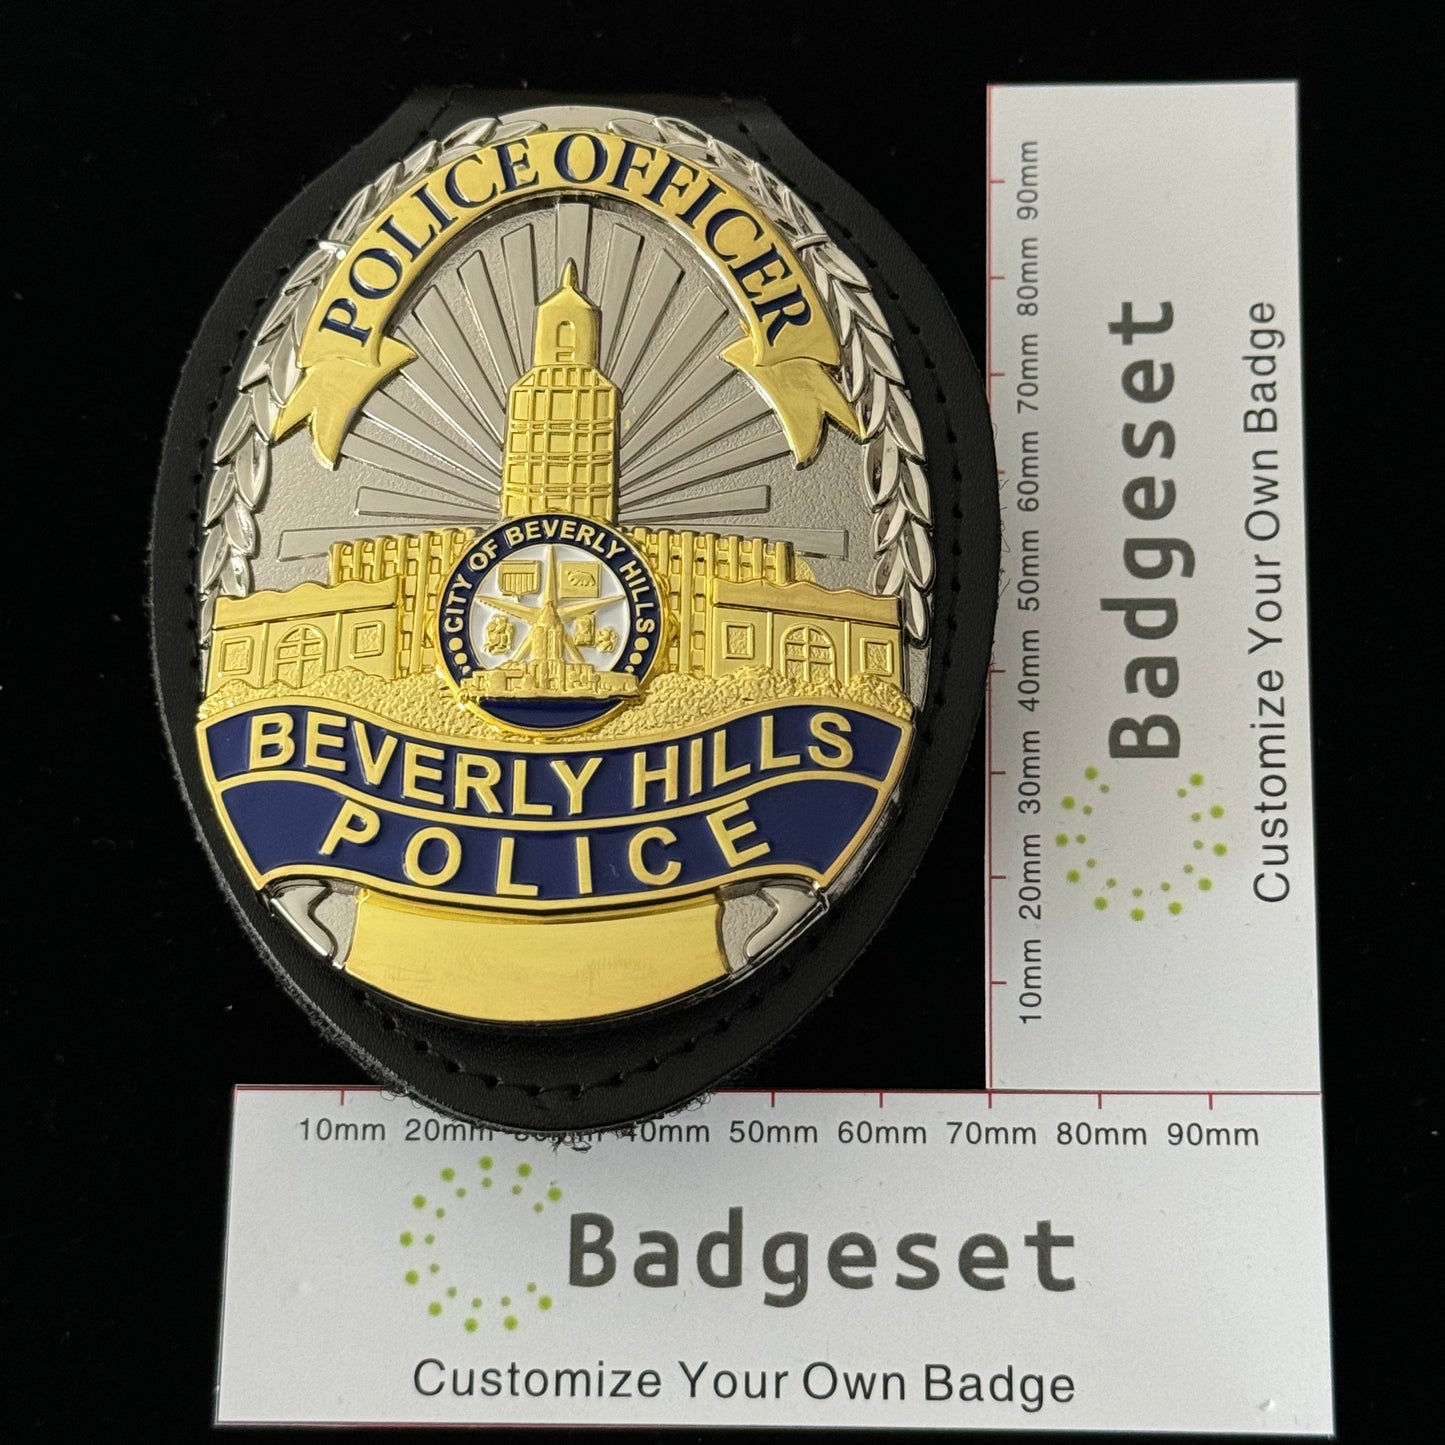 POLICE OFFICER
CITY OF BEVERLY HILLS
BEVERLY HILLS
POLICE
90mm
80mm
70mm
60mm
50mm
40mm
30mm
20mm
10mm
Badgeset
Customize Your Own Badge
10mm 20mm 40mm 50mm 60mm 70mm 80mm 90mm
Badgeset
Customize Your Own Badge